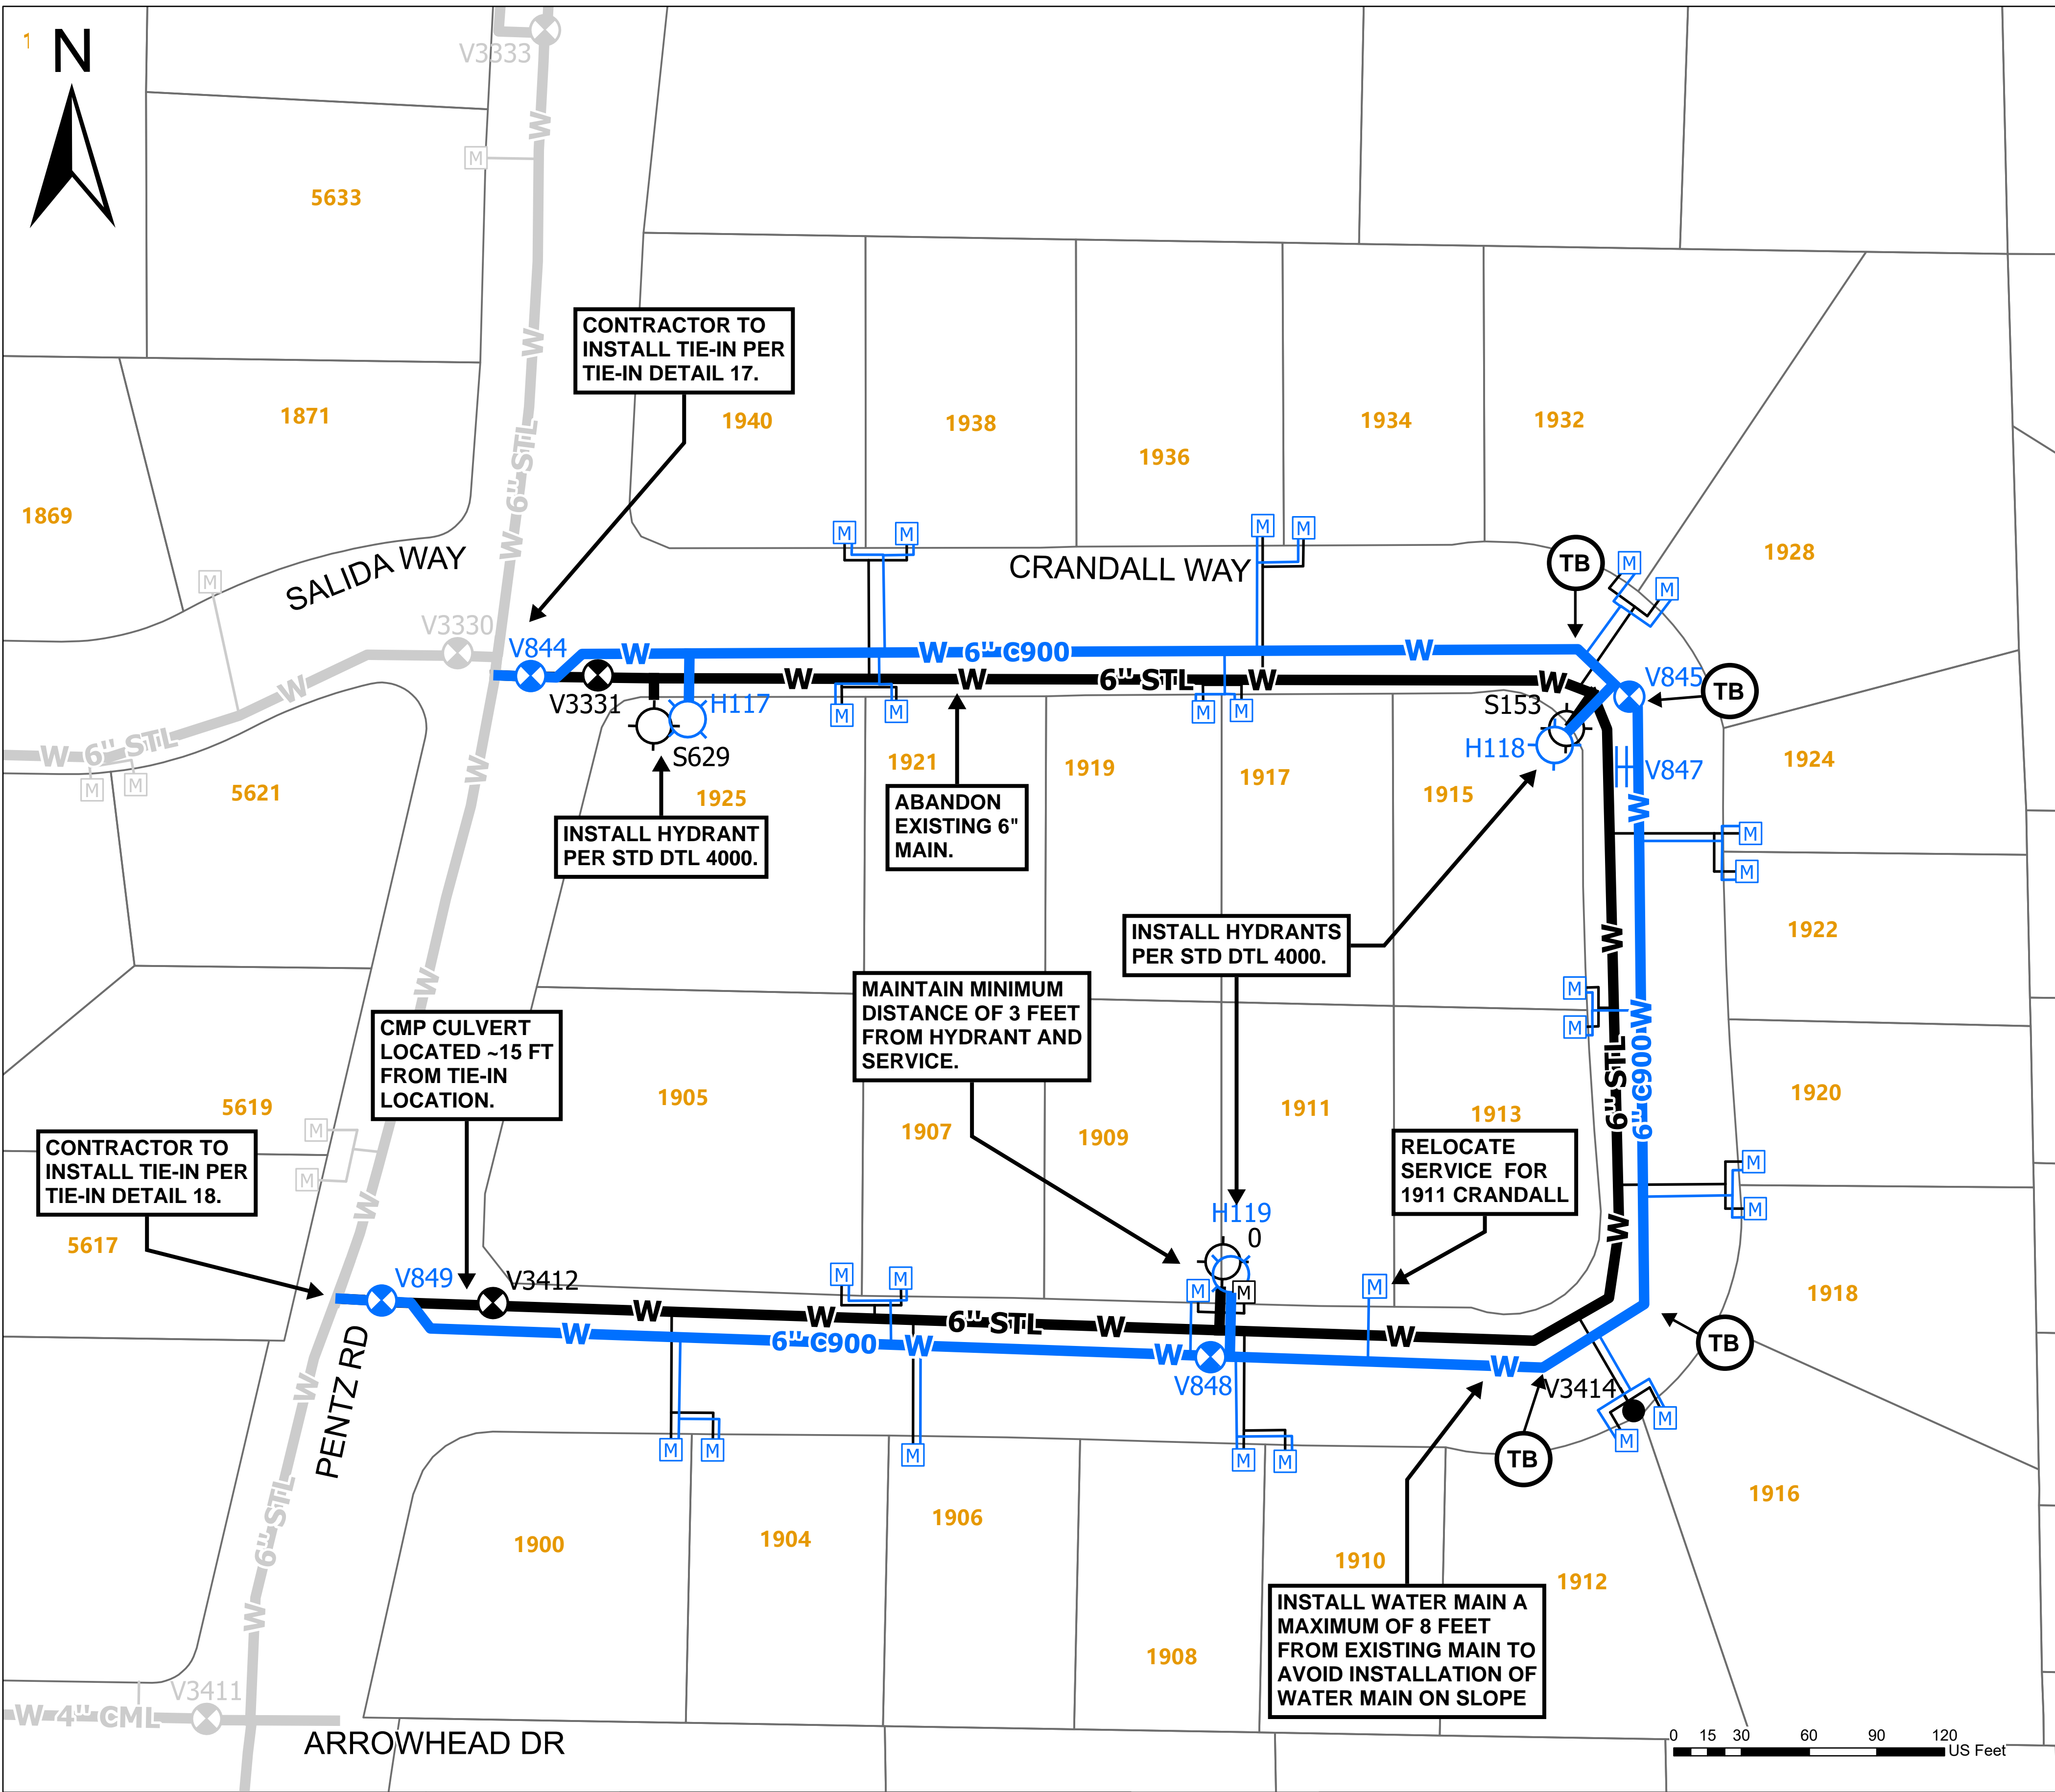 1
N
V3333
W
M
5633
CONTRACTOR TO
INSTALL TIE-IN PER
TIE-IN DETAIL 17.
W
1871
1940
1938
1936
1934
1932
6" STL
1869
W
M
M
M
M
SALIDA WAY
CRANDALL WAY
TB
M
M
1928
M
V3330
V844
W
W 6" C900
W
W
W
6" STL
W
W
V845
TB
W
V3331
H117
M
M
M
M
S153
S629
H118
V847
W 6" STL
M
M
W
5621
1925
1921
1919
1917
1915
1924
INSTALL HYDRANT
PER STD DTL 4000.
ABANDON
EXISTING 6"
MAIN.
W
M
M
1922
INSTALL HYDRANTS
PER STD DTL 4000.
W
W
MAINTAIN MINIMUM
DISTANCE OF 3 FEET
FROM HYDRANT AND
SERVICE.
M
M
6" C900 W
6" STL
CMP CULVERT
LOCATED ~15 FT
FROM TIE-IN
LOCATION.
5619
1905
1907
1909
1911
1913
1920
M
M
CONTRACTOR TO
INSTALL TIE-IN PER
TIE-IN DETAIL 18.
RELOCATE
SERVICE FOR
1911 CRANDALL
M
M
W
W
5617
H119
0
V849
V3412
M
M
M
M
M
1918
W
W
6" STL
W
W
W
6" C900
W
W
W
TB
V848
V3414
PENTZ RD
W
M
M
M
M
M
M
M
TB
6" STL
W
1900
1904
1906
1908
1910
1912
1916
INSTALL WATER MAIN A
MAXIMUM OF 8 FEET
FROM EXISTING MAIN TO
AVOID INSTALLATION OF
WATER MAIN ON SLOPE
V3411
W 4" CML
ARROWHEAD DR
0 15 30 60 90 120
US Feet